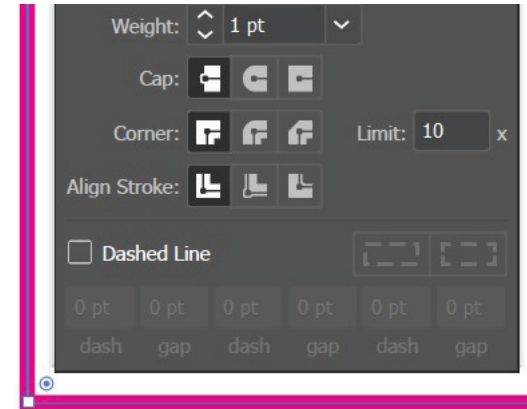 Weight: 1 pt
Cap:
Corner: Limit: 10 x
Align Stroke:
Dashed Line
0 pt 0 pt 0 pt 0 pt 0 pt 0 pt
dash gap dash gap dash gap